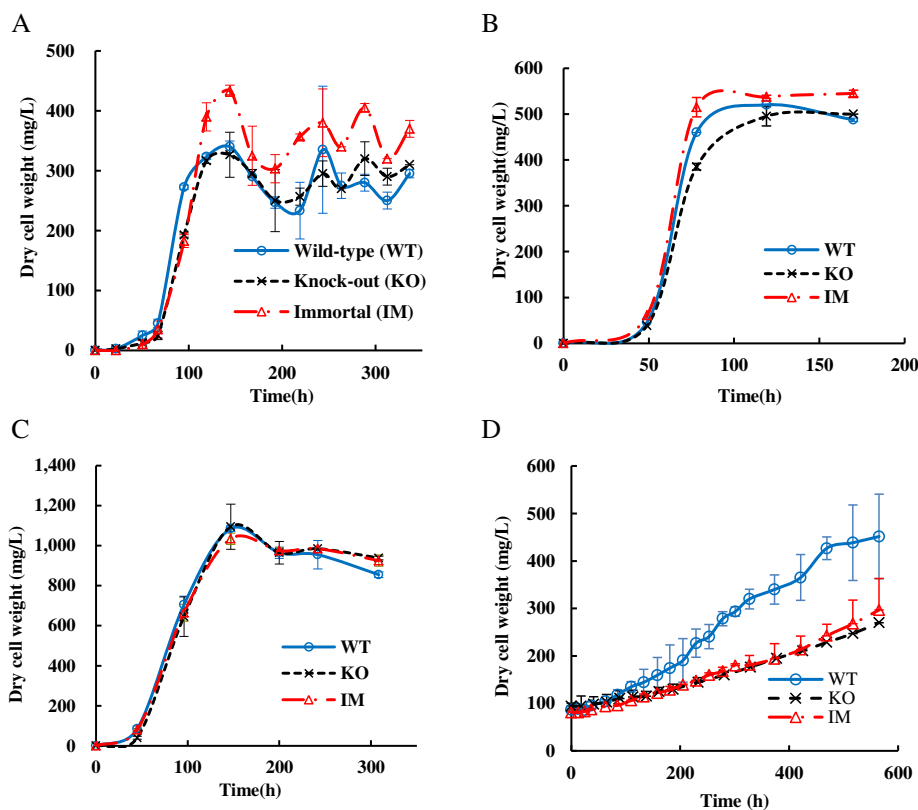 A
500
400
300
200
100
0
0
100
200
300
Dry cell weight (mg/L)
Time(h)
Wild-type (WT)
Knock-out (KO)
Immortal (IM)
B
600
500
400
300
200
100
0
0
50
100
150
200
Dry cell weight(mg/L)
Time(h)
WT
KO
IM
C
1,400
1,200
1,000
800
600
400
200
0
0
100
200
300
Dry cell weight (mg/L)
Time(h)
WT
KO
IM
D
600
500
400
300
200
100
0
0
200
400
600
Dry cell weight (mg/L)
Time (h)
WT
KO
IM